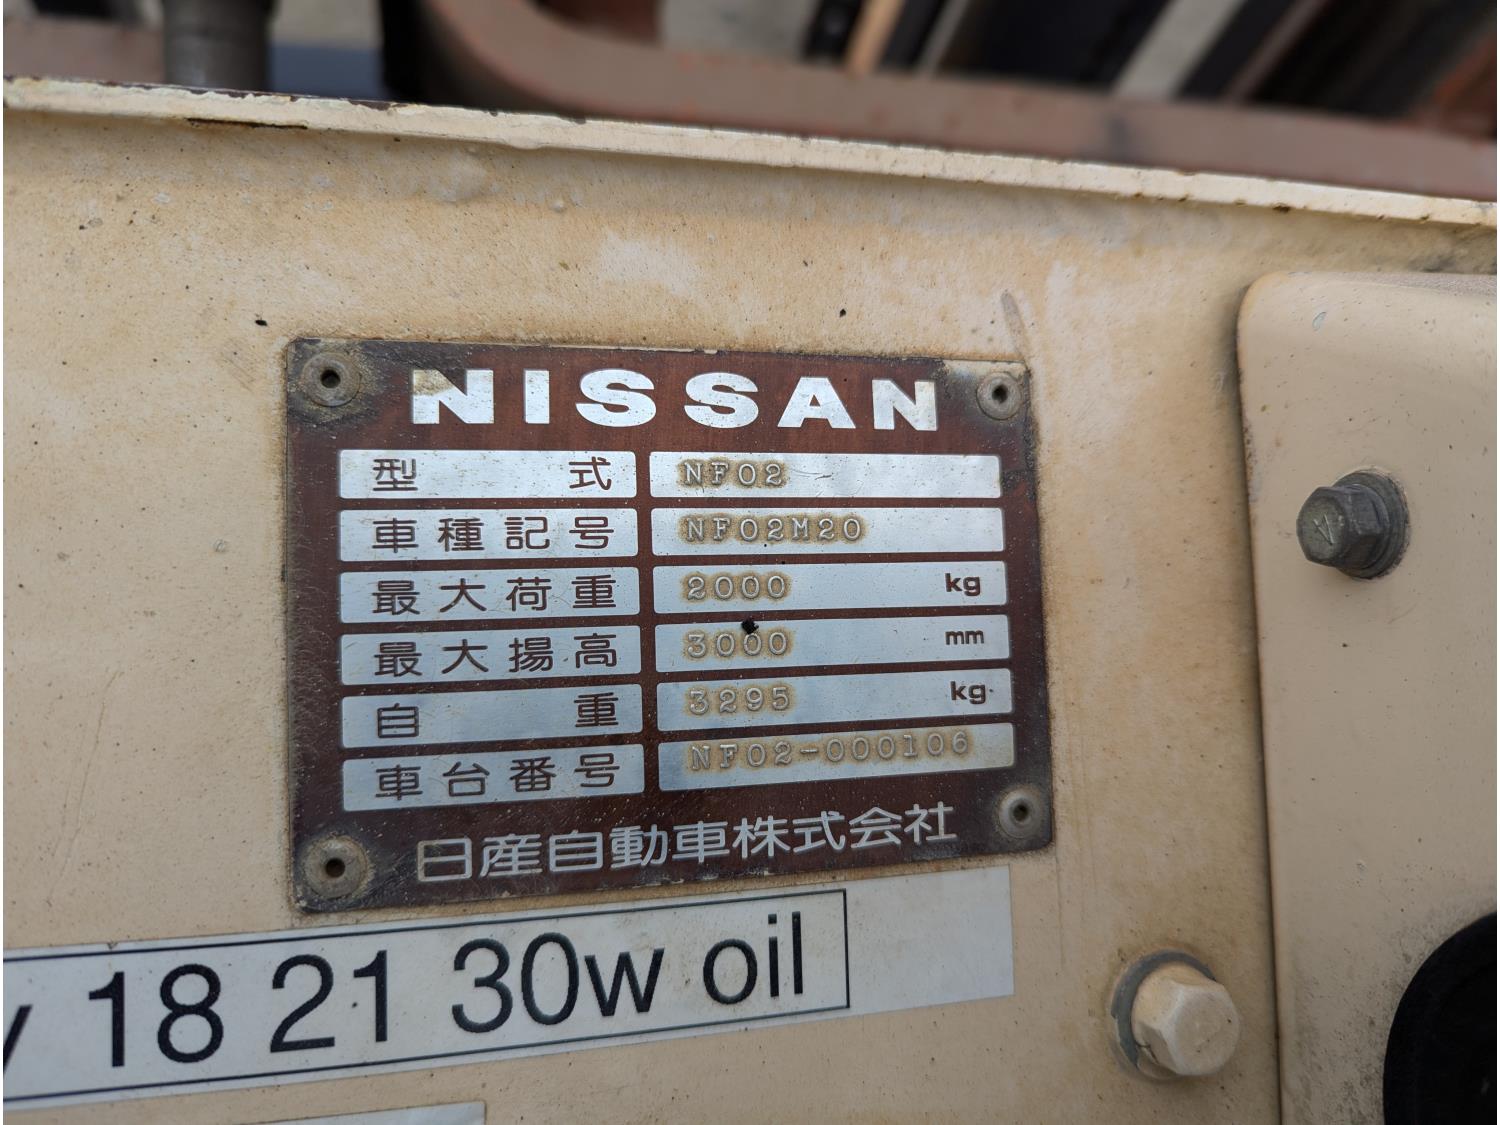 NISSAN
型式 NF02
車種記号 NF02M20
最大荷重 2000 kg
最大揚高 3000 mm
自重 3295 kg
車台番号 NF02-000106
日産自動車株式会社
18 21 30w oil